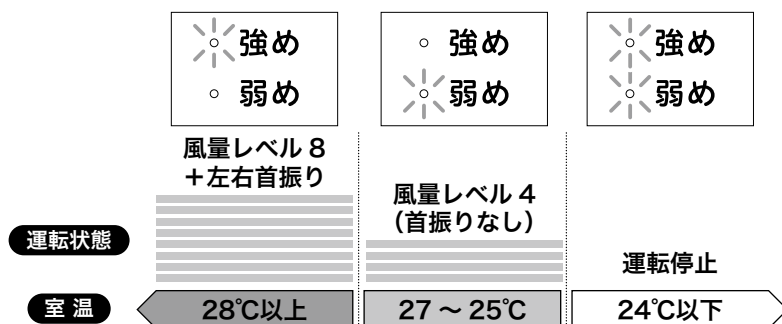 強め
弱め
強め
弱め
強め
弱め
風量レベル 8
+左右首振り
風量レベル 4
（首振りなし）
運転状態
運転停止
室 温
28℃以上
27 ～ 25℃
24℃以下